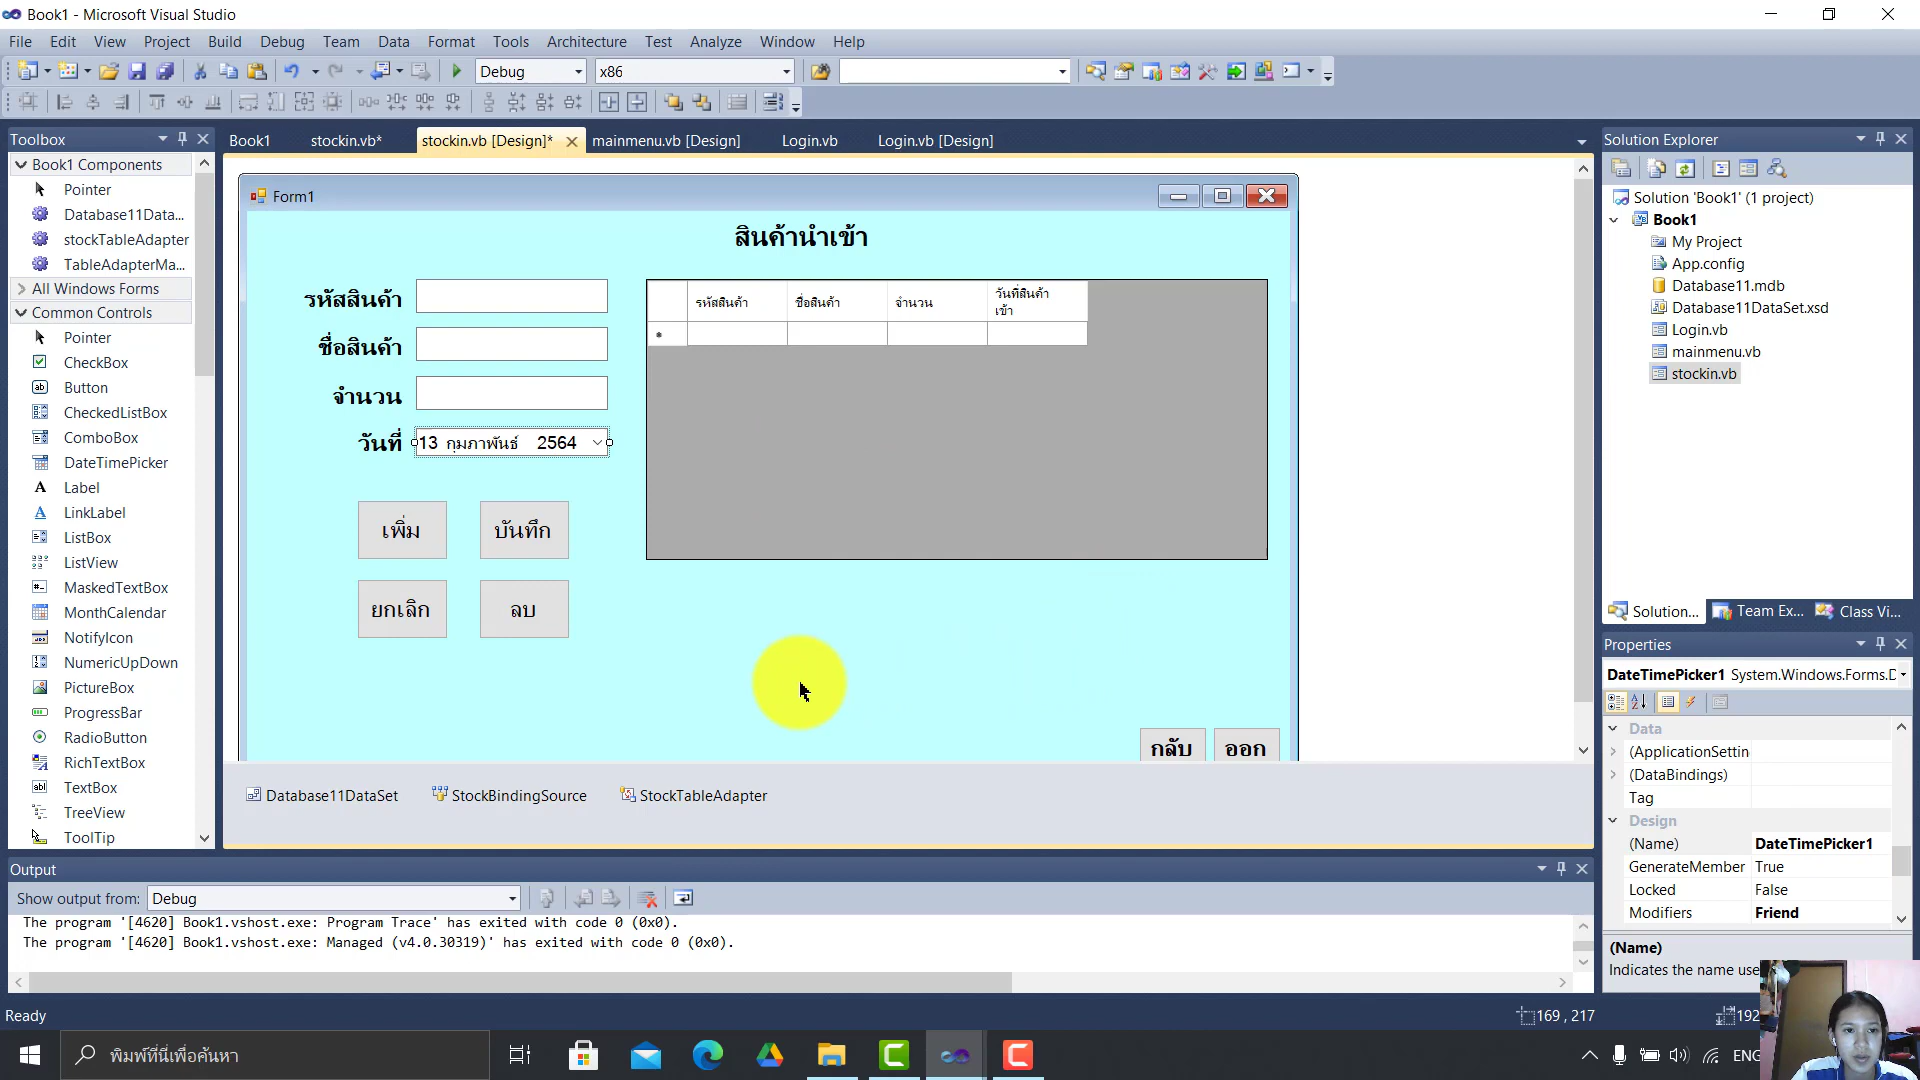 Book1 - Microsoft Visual Studio
File Edit View Project Build Debug Team Data Format Tools Architecture Test Analyze Window Help
Debug x86
Toolbox
Book1 stockin.vb* stockin.vb [Design]* mainmenu.vb [Design] Login.vb Login.vb [Design]
Book1 Components
Pointer
Database11Data...
stockTableAdapter
TableAdapterMa...
All Windows Forms
Common Controls
Pointer
CheckBox
Button
CheckedListBox
ComboBox
DateTimePicker
Label
LinkLabel
ListBox
ListView
MaskedTextBox
MonthCalendar
NotifyIcon
NumericUpDown
PictureBox
ProgressBar
RadioButton
RichTextBox
TextBox
TreeView
ToolTip
Form1
สินค้านำเข้า
รหัสสินค้า
ชื่อสินค้า
จำนวน
วันที่ 13 กุมภาพันธ์ 2564
รหัสสินค้า ชื่อสินค้า จำนวน วันที่สินค้า
เข้า
*
เพิ่ม บันทึก
ยกเลิก ลบ
กลับ ออก
Database11DataSet StockBindingSource StockTableAdapter
Solution Explorer
Solution 'Book1' (1 project)
Book1
My Project
App.config
Database11.mdb
Database11DataSet.xsd
Login.vb
mainmenu.vb
stockin.vb
Solution... Team Ex... Class Vi...
Properties
DateTimePicker1 System.Windows.Forms.D
Data
(ApplicationSettin
(DataBindings)
Tag
Design
(Name) DateTimePicker1
GenerateMember True
Locked False
Modifiers Friend
(Name)
Indicates the name use
Output
Show output from: Debug
The program '[4620] Book1.vshost.exe: Program Trace' has exited with code 0 (0x0).
The program '[4620] Book1.vshost.exe: Managed (v4.0.30319)' has exited with code 0 (0x0).
Ready 169 , 217 192
พิมพ์ที่นี่เพื่อค้นหา
ENG